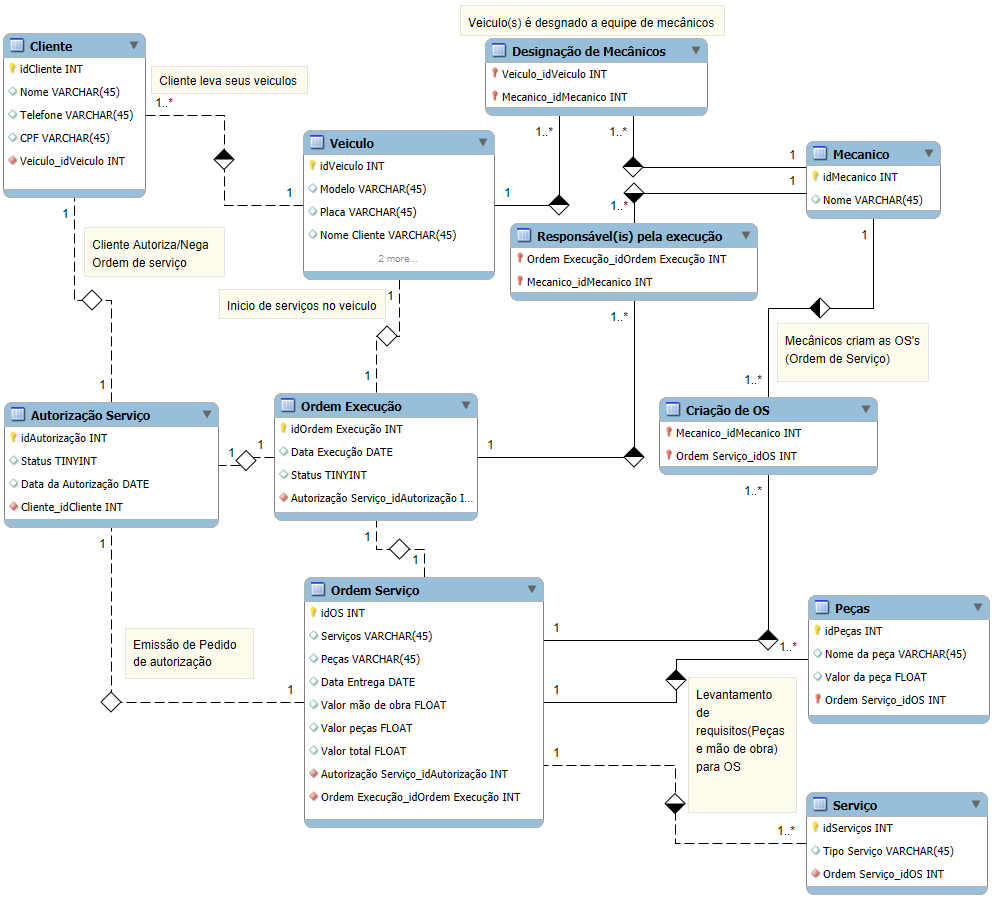 Veiculo(s) é desgnado a equipe de mecânicos
Cliente
idCliente INT
Nome VARCHAR(45)
Telefone VARCHAR(45)
CPF VARCHAR(45)
Veiculo_idVeiculo INT
Cliente leva seus veiculos
1..*
1
1
Designação de Mecânicos
Veiculo_idVeiculo INT
Mecanico_idMecanico INT
1..*
1..*
Veiculo
idVeiculo INT
Modelo VARCHAR(45)
Placa VARCHAR(45)
Nome Cliente VARCHAR(45)
2 more...
1
1
Mecanico
idMecanico INT
Nome VARCHAR(45)
1
1
1
1..*
Responsável(is) pela execução
Ordem Execução_idOrdem Execução INT
Mecanico_idMecanico INT
1..*
Cliente Autoriza/Nega
Ordem de serviço
Inicio de serviços no veiculo
1
Mecânicos criam as OS's
(Ordem de Serviço)
1..*
1
Autorização Serviço
idAutorização INT
Status TINYINT
Data da Autorização DATE
Cliente_idCliente INT
1
1
1
Ordem Execução
idOrdem Execução INT
Data Execução DATE
Status TINYINT
Autorização Serviço_idAutorização I...
1
1
1
Criação de OS
Mecanico_idMecanico INT
Ordem Serviço_idOS INT
1..*
Ordem Serviço
idOS INT
Serviços VARCHAR(45)
Peças VARCHAR(45)
Data Entrega DATE
Valor mão de obra FLOAT
Valor peças FLOAT
Valor total FLOAT
Autorização Serviço_idAutorização INT
Ordem Execução_idOrdem Execução INT
1
1
1
1
Emissão de Pedido
de autorização
Peças
idPeças INT
Nome da peça VARCHAR(45)
Valor da peça FLOAT
Ordem Serviço_idOS INT
1..*
Levantamento
de
requisitos(Peças
e mão de obra)
para OS
Serviço
idServiços INT
Tipo Serviço VARCHAR(45)
Ordem Serviço_idOS INT
1..*